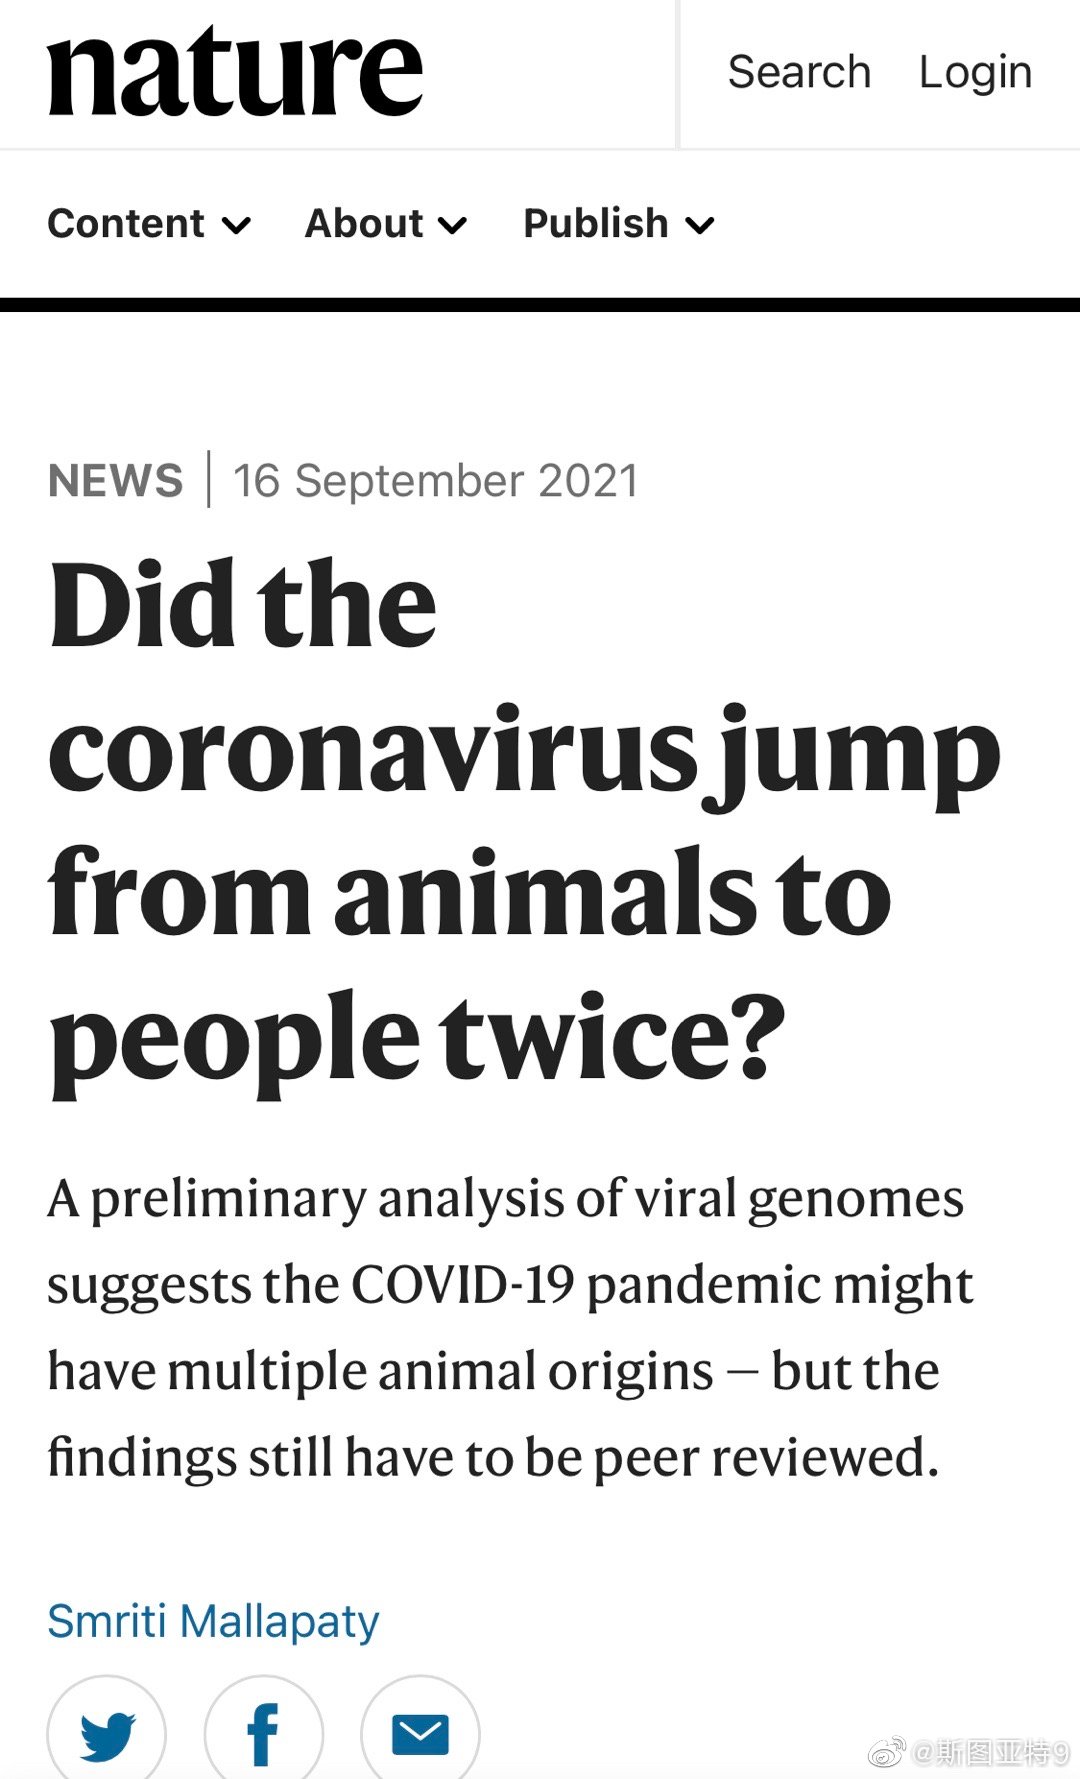 nature
Search Login
Content About Publish
NEWS | 16 September 2021
Did the
coronavirus jump
from animals to
people twice?
A preliminary analysis of viral genomes
suggests the COVID-19 pandemic might
have multiple animal origins — but the
findings still have to be peer reviewed.
Smriti Mallapaty
@斯图亚特9